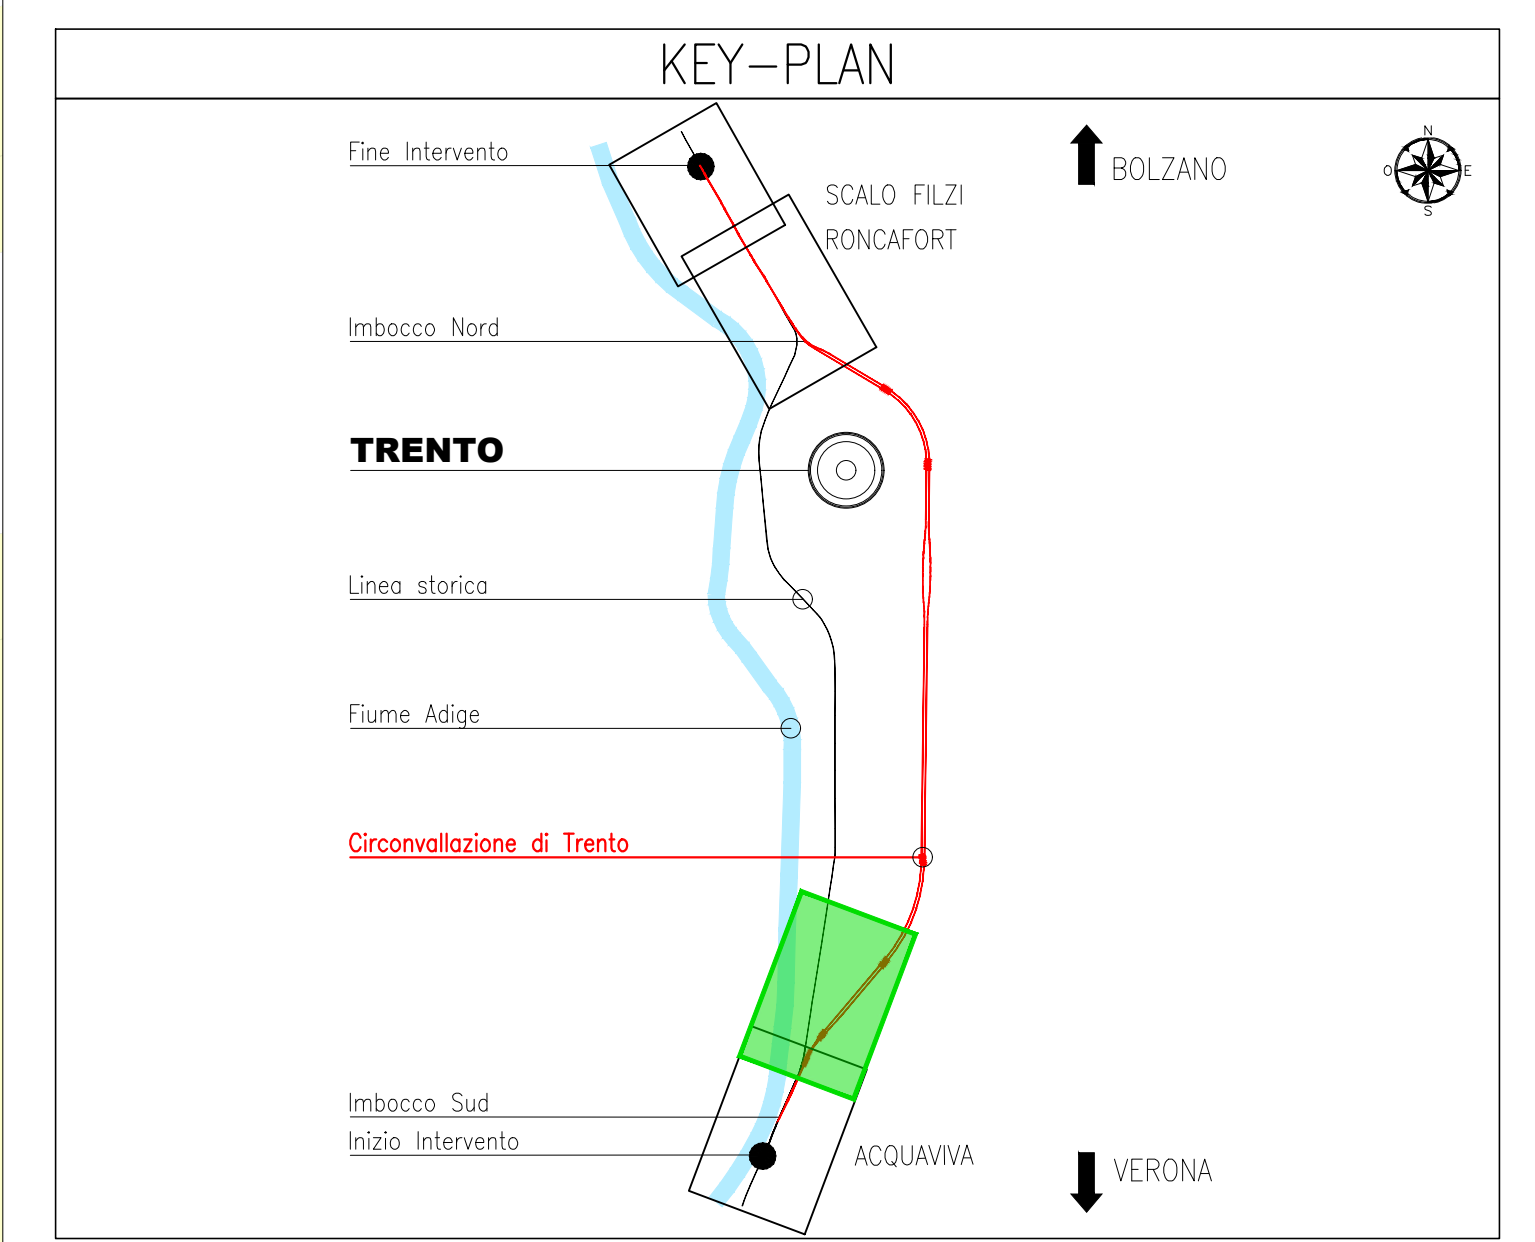 KEY-PLAN
Fine Intervento
BOLZANO
N
O
E
S
SCALO FILZI
RONCAFORT
Imbocco Nord
TRENTO
Linea storica
Fiume Adige
Circonvallazione di Trento
Imbocco Sud
Inizio Intervento
ACQUAVIVA
VERONA